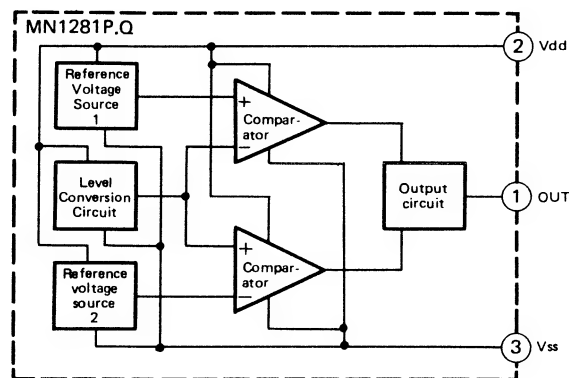 MN1281P.Q
Reference
Voltage
Source
1
+
Compar-
ator
−
2 Vdd
Level
Conversion
Circuit
Output
circuit
1 OUT
Reference
voltage
source
2
+
Compar-
ator
−
3 Vss